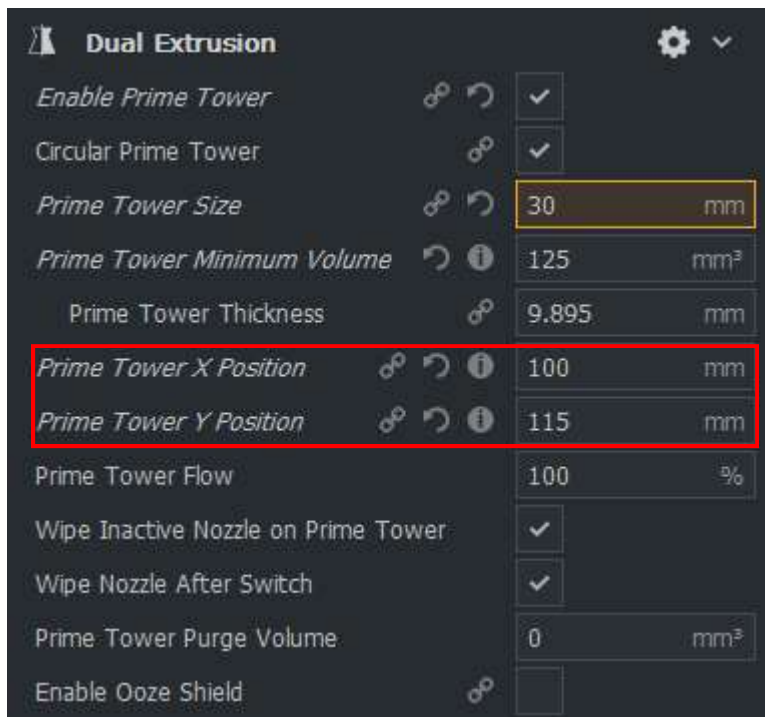 Dual Extrusion
Enable Prime Tower
Circular Prime Tower
Prime Tower Size 30 mm
Prime Tower Minimum Volume 125 mm³
Prime Tower Thickness 9.895 mm
Prime Tower X Position 100 mm
Prime Tower Y Position 115 mm
Prime Tower Flow 100 %
Wipe Inactive Nozzle on Prime Tower
Wipe Nozzle After Switch
Prime Tower Purge Volume 0 mm³
Enable Ooze Shield